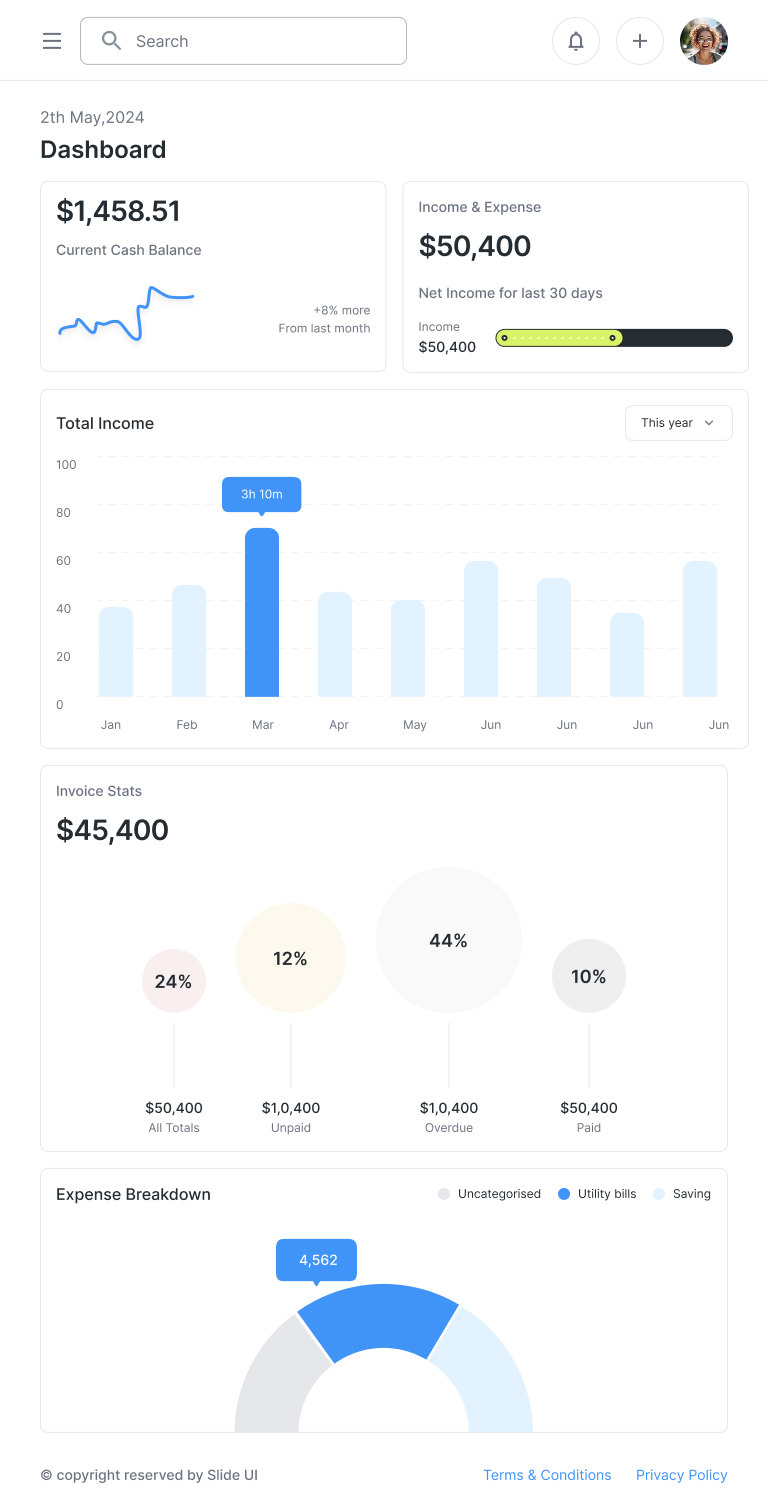 Search
2th May,2024
Dashboard
$1,458.51
Current Cash Balance
+8% more
From last month
Income & Expense
$50,400
Net Income for last 30 days
Income
$50,400
Total Income
This year
100
80
60
40
20
0
3h 10m
Jan Feb Mar Apr May Jun Jun Jun Jun
Invoice Stats
$45,400
24% 12% 44% 10%
$50,400 $1,0,400 $1,0,400 $50,400
All Totals Unpaid Overdue Paid
Expense Breakdown
Uncategorised Utility bills Saving
4,562
© copyright reserved by Slide UI
Terms & Conditions Privacy Policy